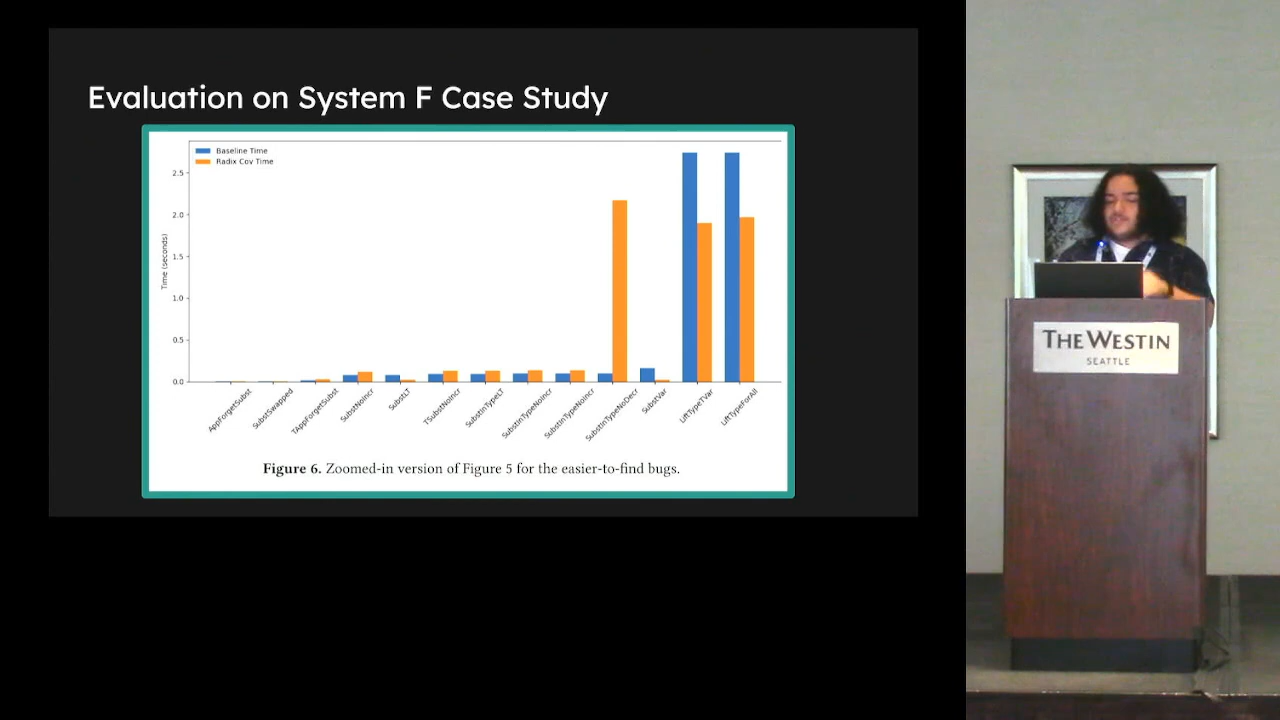 Evaluation on System F Case Study
Baseline Time
Radix Cov Time
2.5
2.0
1.5
1.0
0.5
0.0
Time (seconds)
AppForgetSubst
SubstSwapped
TAppForgetSubst
SubstNoIncr
SubstLT
TSubstNoIncr
SubstInTypeLT
SubstInTypeNoIncr
SubstInTypeNoIncr
SubstInTypeNoDecr
SubstVar
LiftTypeTVar
LiftTypeForAll
Figure 6. Zoomed-in version of Figure 5 for the easier-to-find bugs.
THE WESTIN
SEATTLE